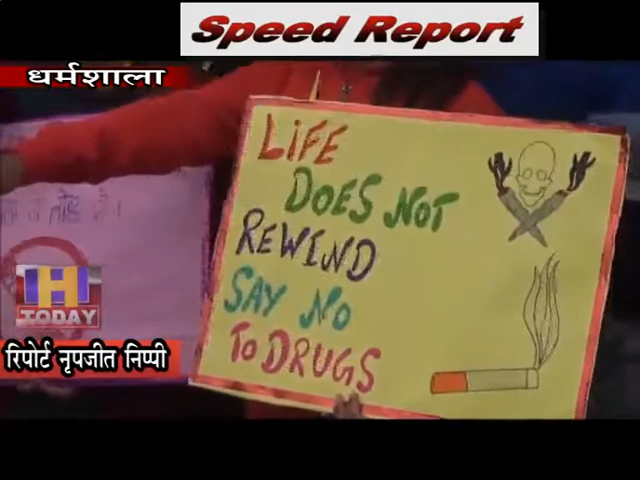 Speed Report
धर्मशाला
LIFE
DOES NOT
REWIND
SAY NO
TO DRUGS
H
TODAY
रिपोर्ट नृपजीत निप्पी